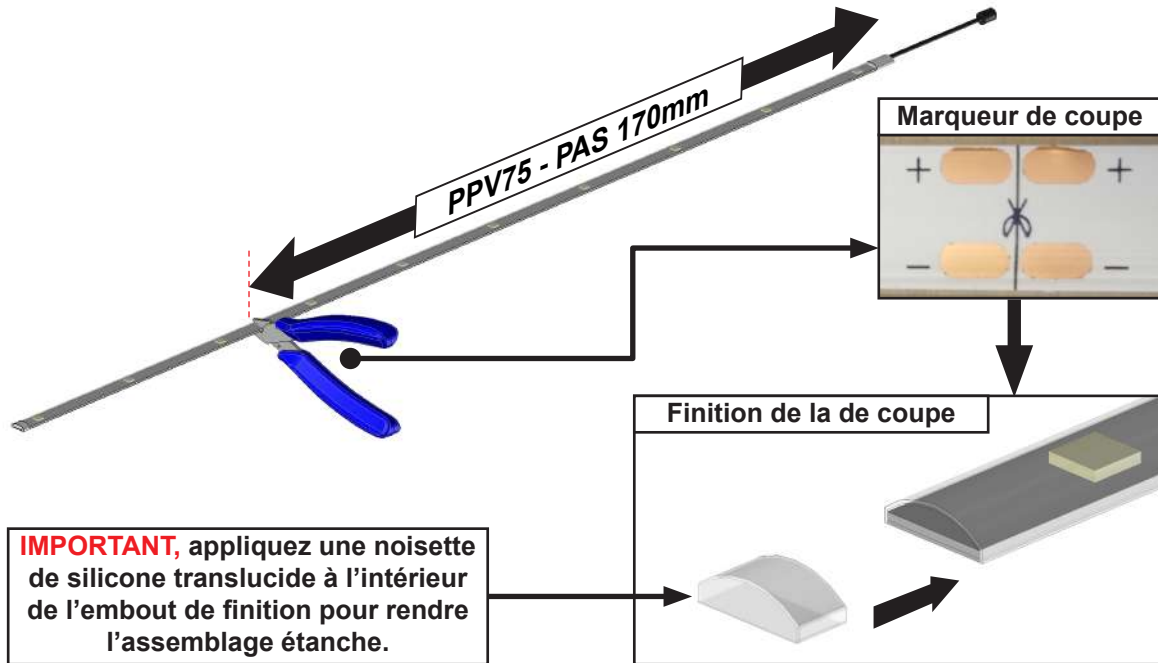 PPV75 - PAS 170mm
Marqueur de coupe
+ +
− −
Finition de la de coupe
IMPORTANT, appliquez une noisette
de silicone translucide à l’intérieur
de l’embout de finition pour rendre
l’assemblage étanche.